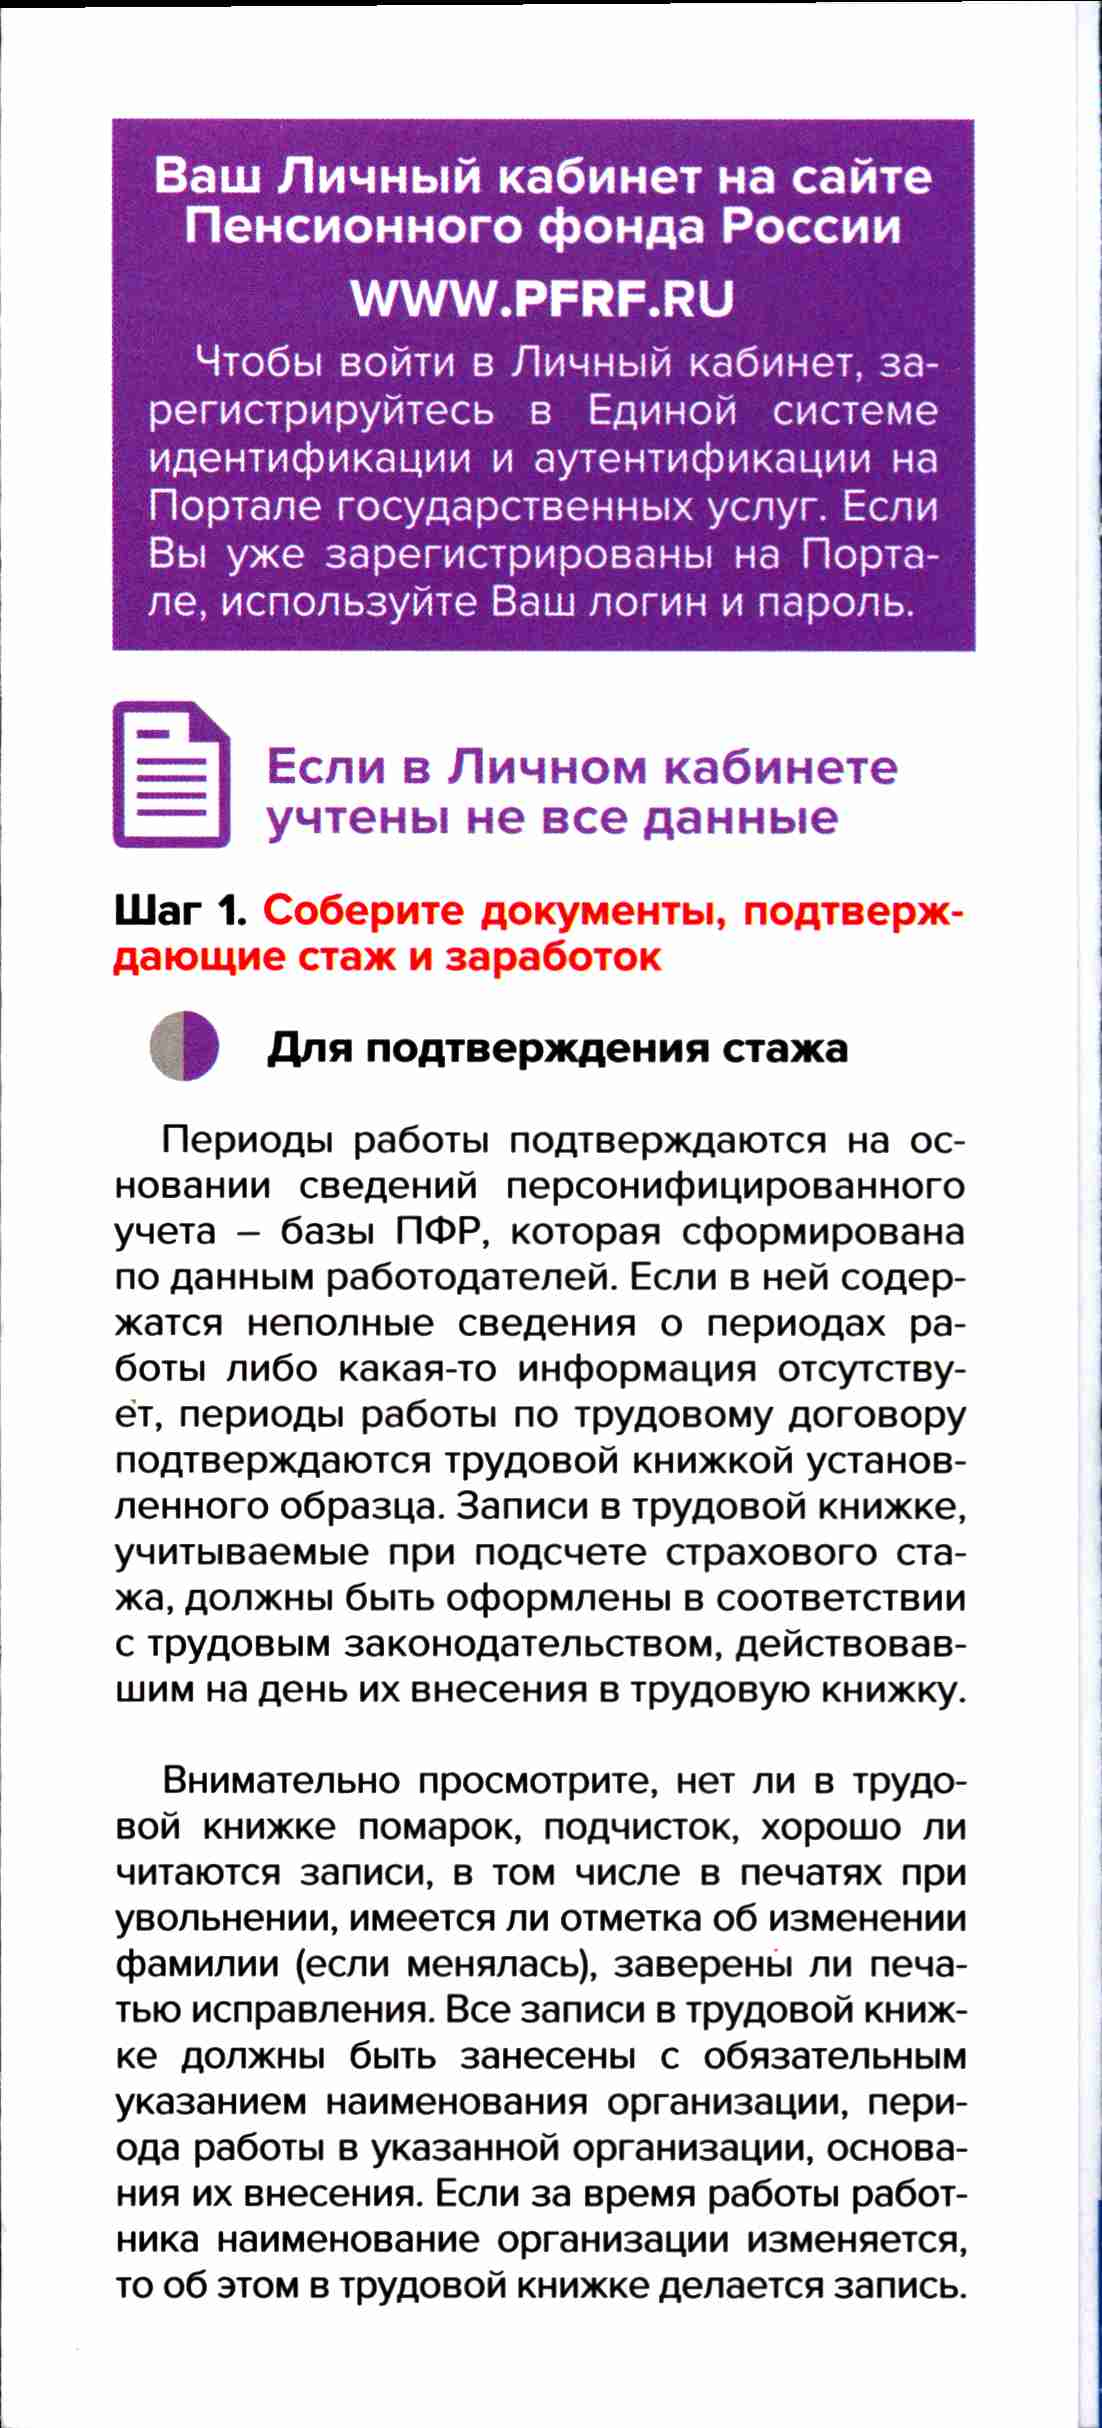 Ваш Личный кабинет на сайте
Пенсионного фонда России
WWW.PFRF.RU
Чтобы войти в Личный кабинет, за-
регистрируйтесь в Единой системе
идентификации и аутентификации на
Портале государственных услуг. Если
Вы уже зарегистрированы на Порта-
ле, используйте Ваш логин и пароль.
Если в Личном кабинете
учтены не все данные
Шаг 1. Соберите документы, подтверж-
дающие стаж и заработок
Для подтверждения стажа
Периоды работы подтверждаются на ос-
новании сведений персонифицированного
учета – базы ПФР, которая сформирована
по данным работодателей. Если в ней содер-
жатся неполные сведения о периодах ра-
боты либо какая-то информация отсутству-
ет, периоды работы по трудовому договору
подтверждаются трудовой книжкой установ-
ленного образца. Записи в трудовой книжке,
учитываемые при подсчете страхового ста-
жа, должны быть оформлены в соответствии
с трудовым законодательством, действовав-
шим на день их внесения в трудовую книжку.
Внимательно просмотрите, нет ли в трудо-
вой книжке помарок, подчисток, хорошо ли
читаются записи, в том числе в печатях при
увольнении, имеется ли отметка об изменении
фамилии (если менялась), заверены ли печа-
тью исправления. Все записи в трудовой книж-
ке должны быть занесены с обязательным
указанием наименования организации, пери-
ода работы в указанной организации, основа-
ния их внесения. Если за время работы работ-
ника наименование организации изменяется,
то об этом в трудовой книжке делается запись.